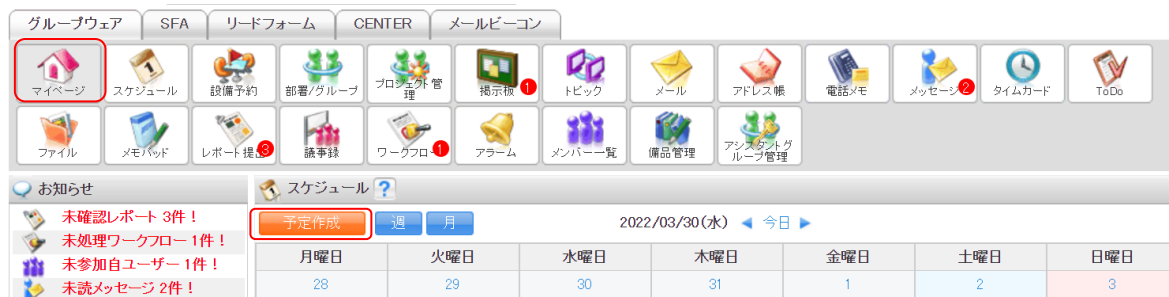 グループウェア SFA リードフォーム CENTER メールビーコン
マイページ スケジュール 設備予約 部署/グループ プロジェクト管理 掲示板 1 トピック メール アドレス帳 電話メモ メッセージ 2 タイムカード ToDo
ファイル メモパッド レポート提出 3 議事録 ワークフロー 1 アラーム メンバー一覧 備品管理 アシスタントグループ管理
お知らせ
未確認レポート 3件！
未処理ワークフロー 1件！
未参加自ユーザー 1件！
未読メッセージ 2件！
スケジュール ?
予定作成 週 月 2022/03/30(水) 今日
月曜日 火曜日 水曜日 木曜日 金曜日 土曜日 日曜日
28 29 30 31 1 2 3